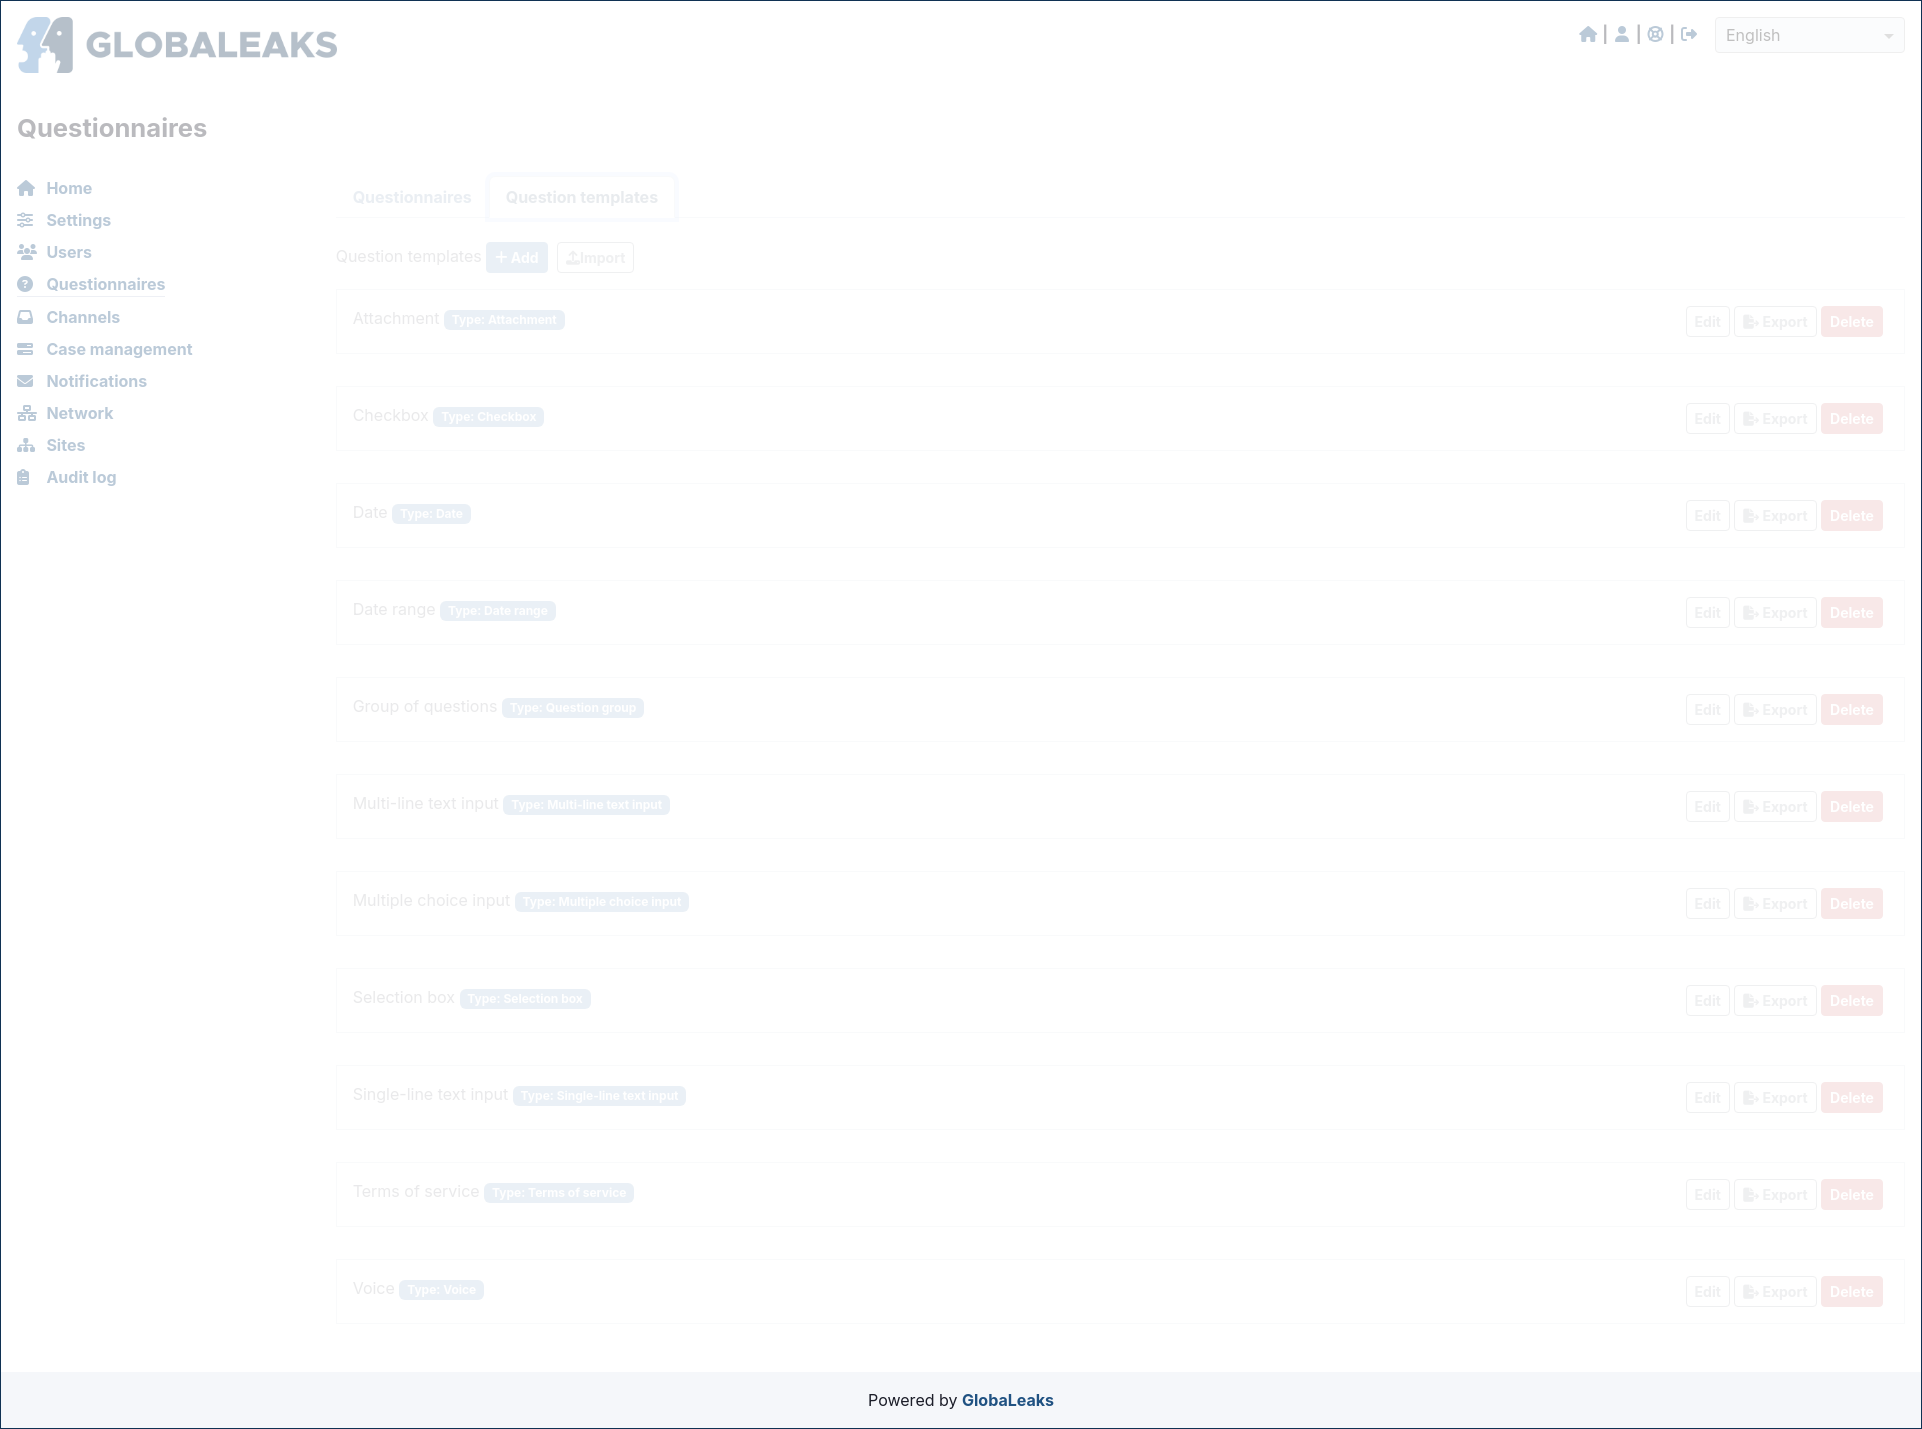 GLOBALEAKS
English
Questionnaires
Home
Settings
Users
Questionnaires
Channels
Case management
Notifications
Network
Sites
Audit log
Questionnaires Question templates
Question templates Add Import
Attachment Type: Attachment Edit Export Delete
Checkbox Type: Checkbox Edit Export Delete
Date Type: Date Edit Export Delete
Date range Type: Date range Edit Export Delete
Group of questions Type: Question group Edit Export Delete
Multi-line text input Type: Multi-line text input Edit Export Delete
Multiple choice input Type: Multiple choice input Edit Export Delete
Selection box Type: Selection box Edit Export Delete
Single-line text input Type: Single-line text input Edit Export Delete
Terms of service Type: Terms of service Edit Export Delete
Voice Type: Voice Edit Export Delete
Powered by GlobaLeaks